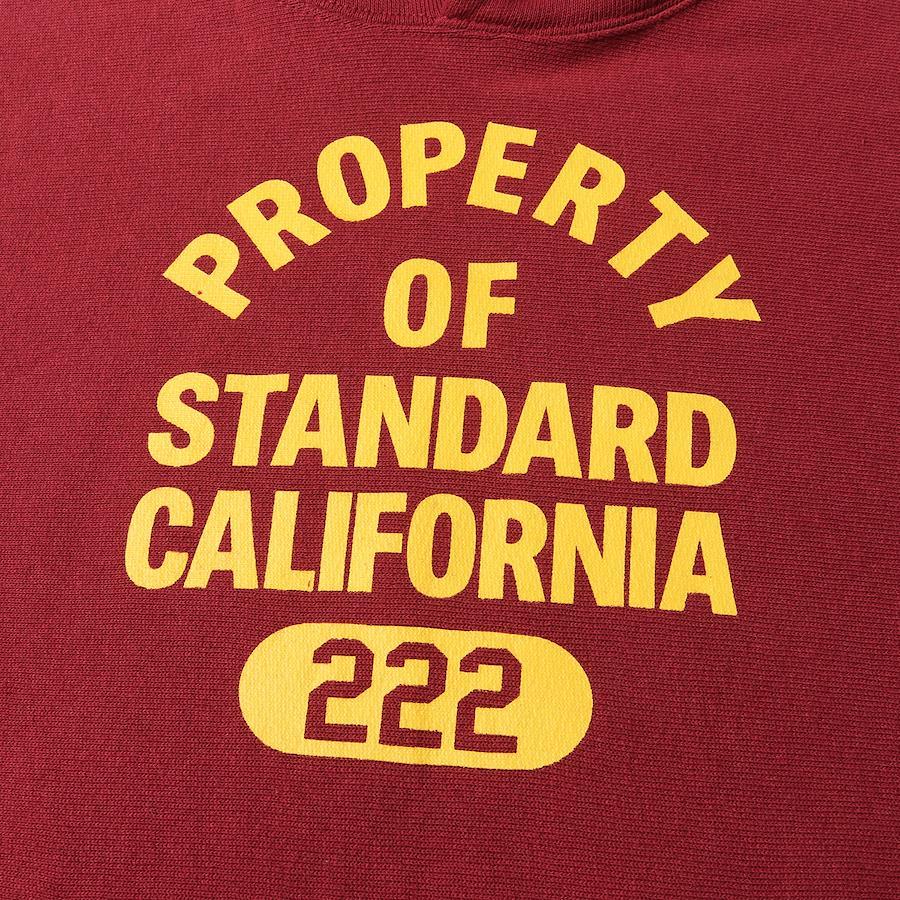 PROPERTY
OF
STANDARD
CALIFORNIA
222